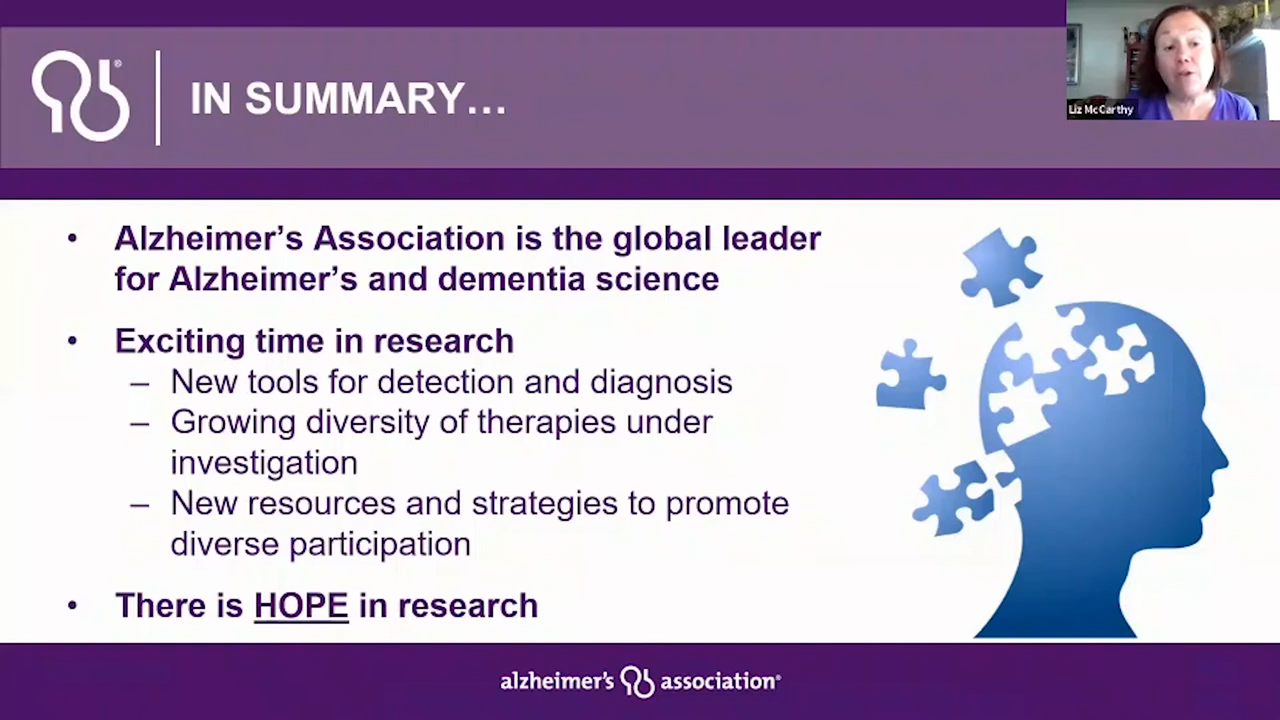 IN SUMMARY...
Liz McCarthy
• Alzheimer's Association is the global leader
for Alzheimer's and dementia science
• Exciting time in research
– New tools for detection and diagnosis
– Growing diversity of therapies under
investigation
– New resources and strategies to promote
diverse participation
• There is HOPE in research
alzheimer's association®